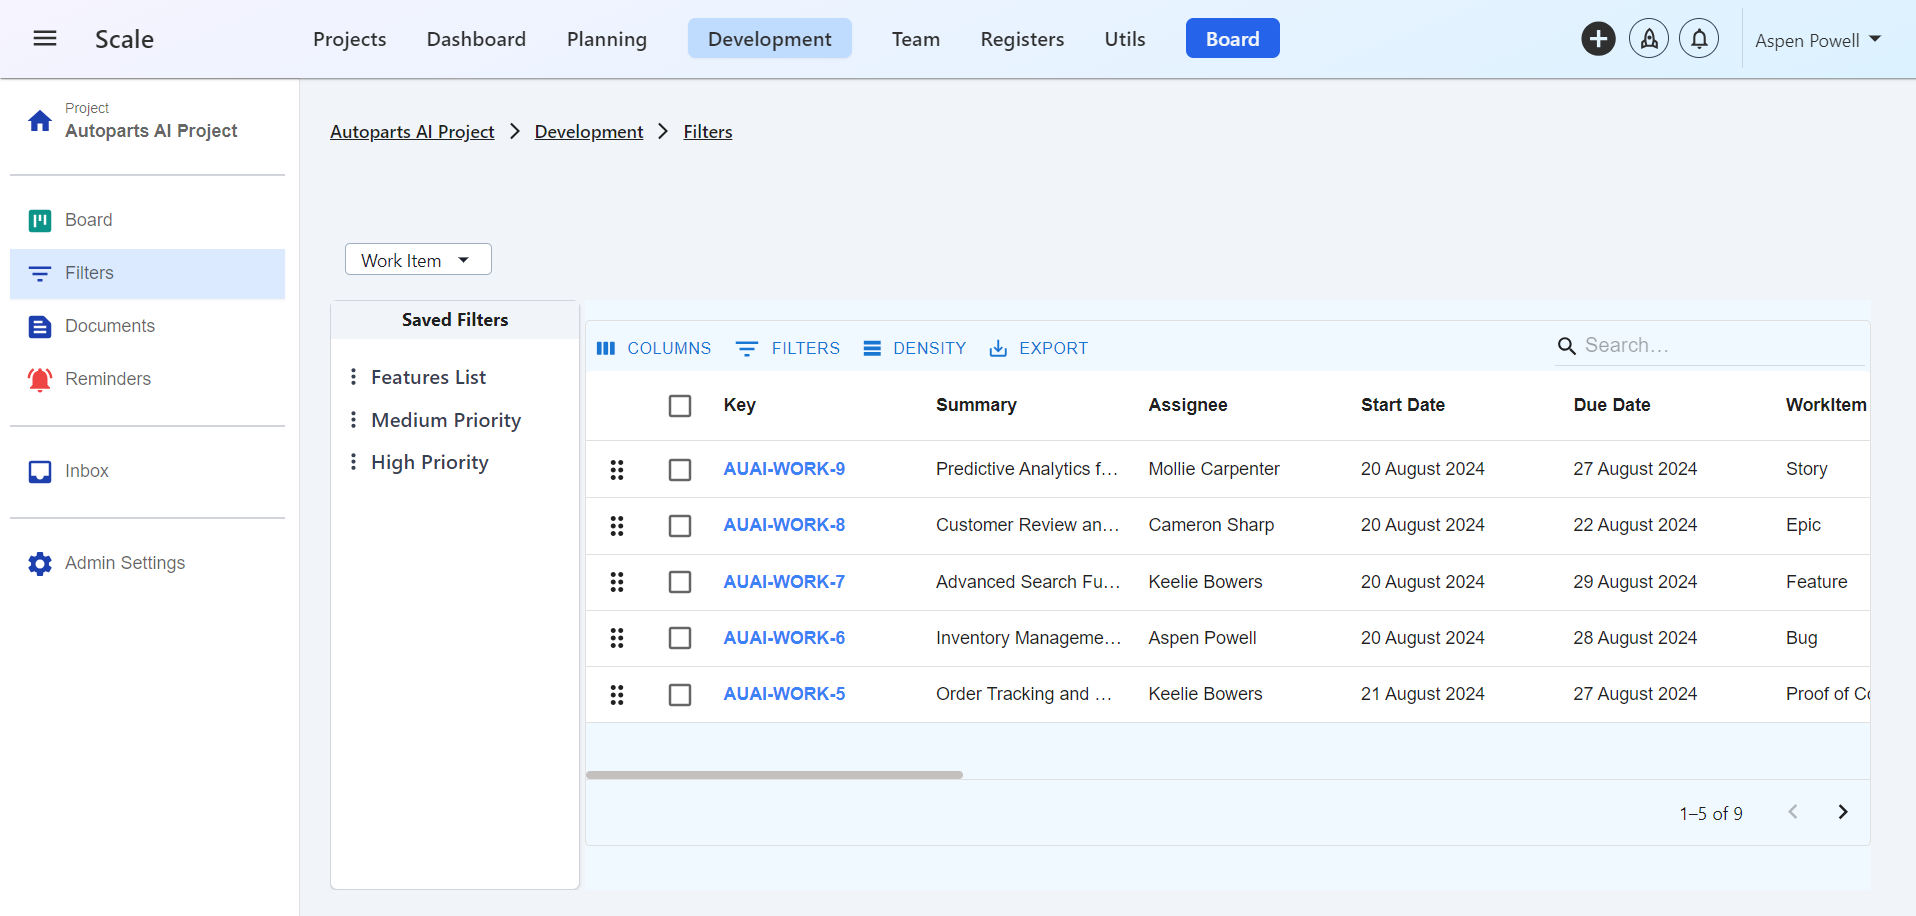 Scale
Projects
Dashboard
Planning
Development
Team
Registers
Utils
Board
Aspen Powell
Project
Autoparts AI Project
Board
Filters
Documents
Reminders
Inbox
Admin Settings
Autoparts AI Project > Development > Filters
Work Item
Saved Filters
Features List
Medium Priority
High Priority
COLUMNS FILTERS DENSITY EXPORT Search…
Key Summary Assignee Start Date Due Date WorkItem
AUAI-WORK-9 Predictive Analytics f… Mollie Carpenter 20 August 2024 27 August 2024 Story
AUAI-WORK-8 Customer Review an… Cameron Sharp 20 August 2024 22 August 2024 Epic
AUAI-WORK-7 Advanced Search Fu… Keelie Bowers 20 August 2024 29 August 2024 Feature
AUAI-WORK-6 Inventory Manageme… Aspen Powell 20 August 2024 28 August 2024 Bug
AUAI-WORK-5 Order Tracking and … Keelie Bowers 21 August 2024 27 August 2024 Proof of Co
1–5 of 9